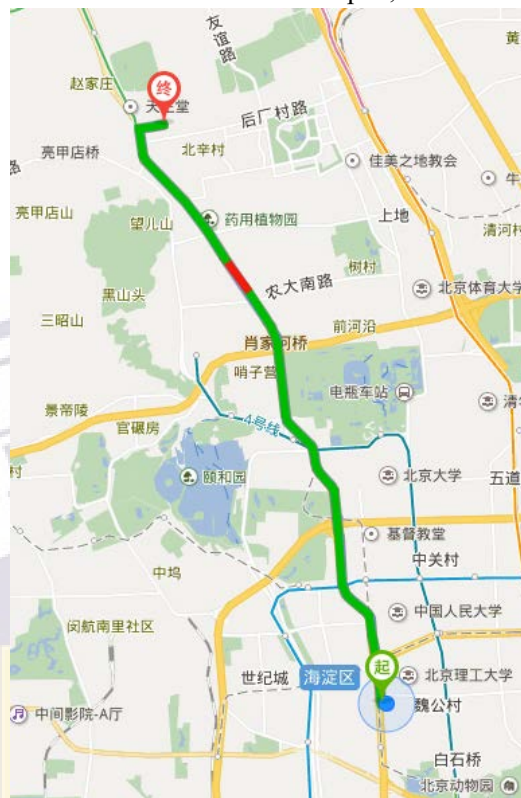 友谊路
黄
赵家庄
终
天主堂
后厂村路
亮甲店桥
北辛村
佳美之地教会
牛
路
亮甲店山
望儿山
药用植物园
上地
清河村
树村
农大南路
黑山头
北京体育大学
三昭山
前河沿
肖家河桥
哨子营
电瓶车站
清华
景帝陵
官碾房
4号线
村
颐和园
北京大学
五道
基督教堂
中坞
中关村
闵航南里社区
中国人民大学
起
世纪城
海淀区
北京理工大学
中间影院-A厅
魏公村
白石桥
北京动物园